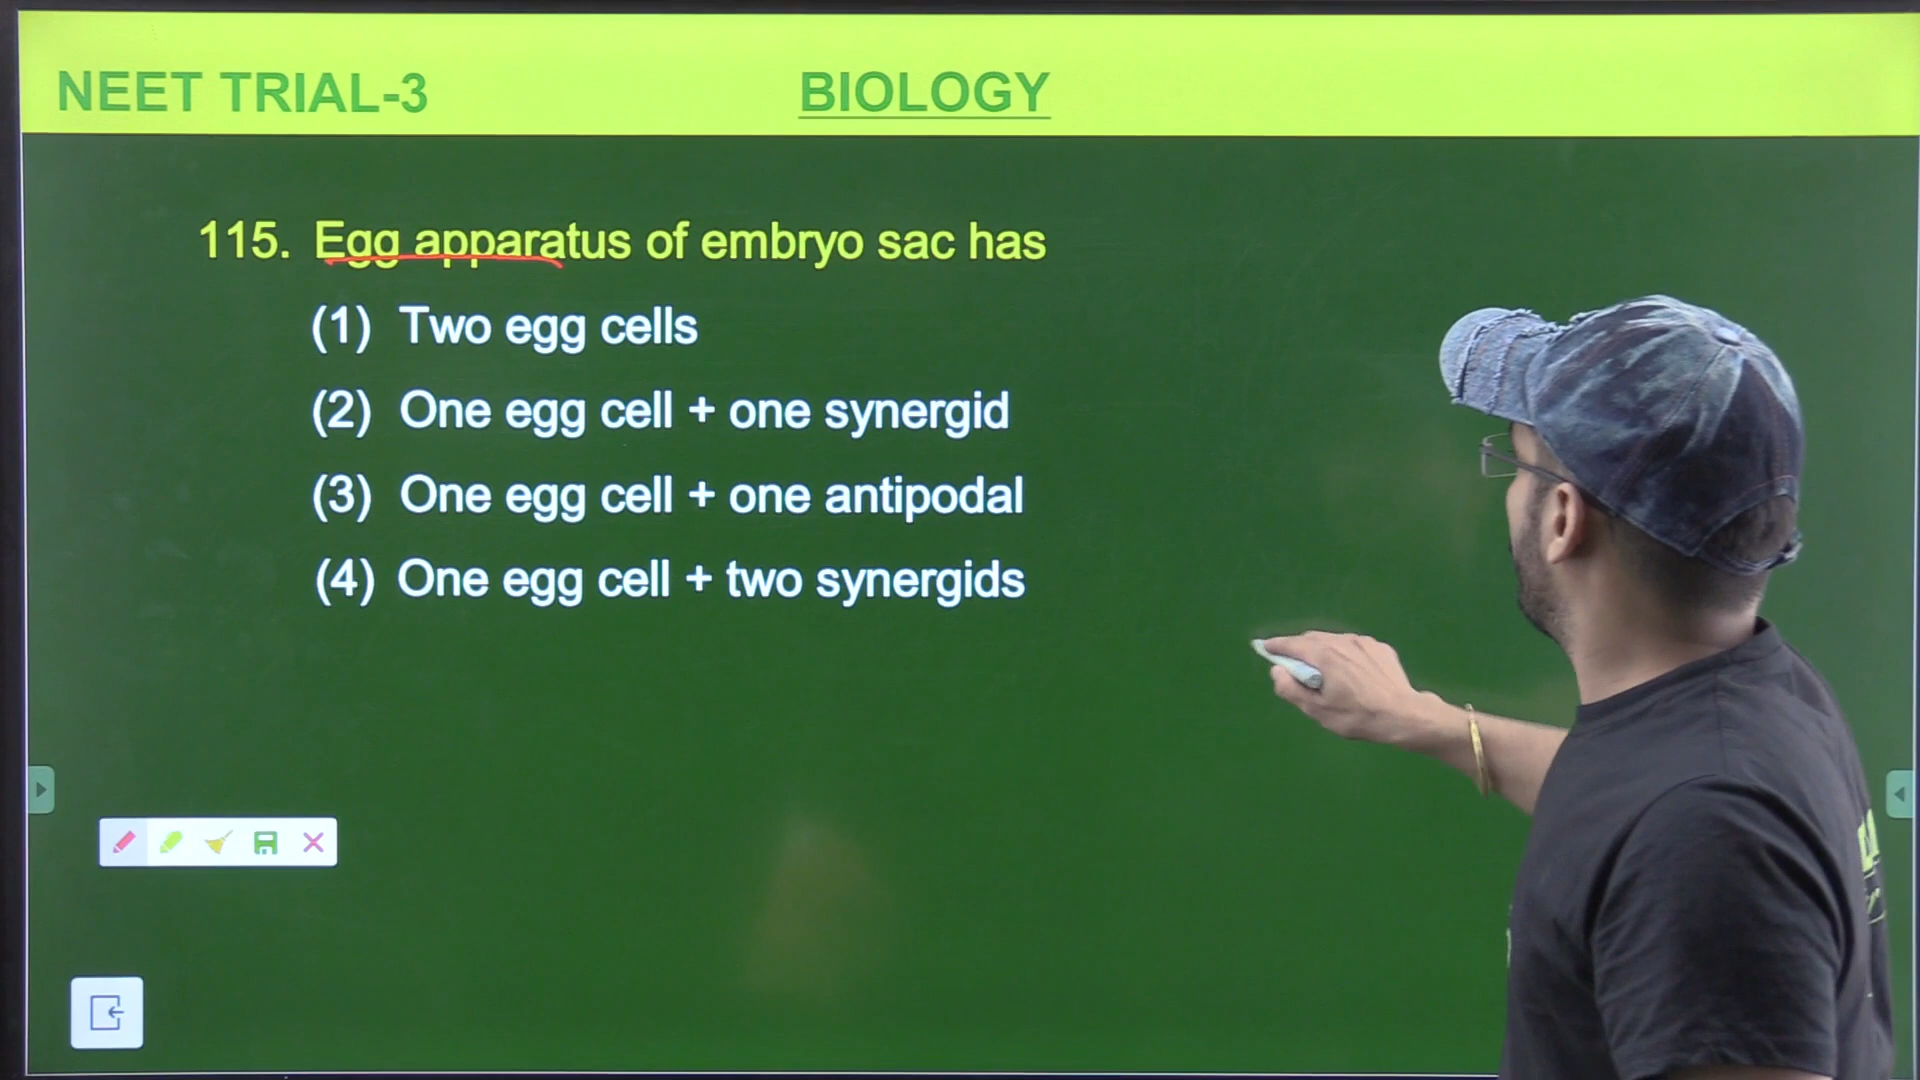 NEET TRIAL-3
BIOLOGY
115. Egg apparatus of embryo sac has
(1) Two egg cells
(2) One egg cell + one synergid
(3) One egg cell + one antipodal
(4) One egg cell + two synergids